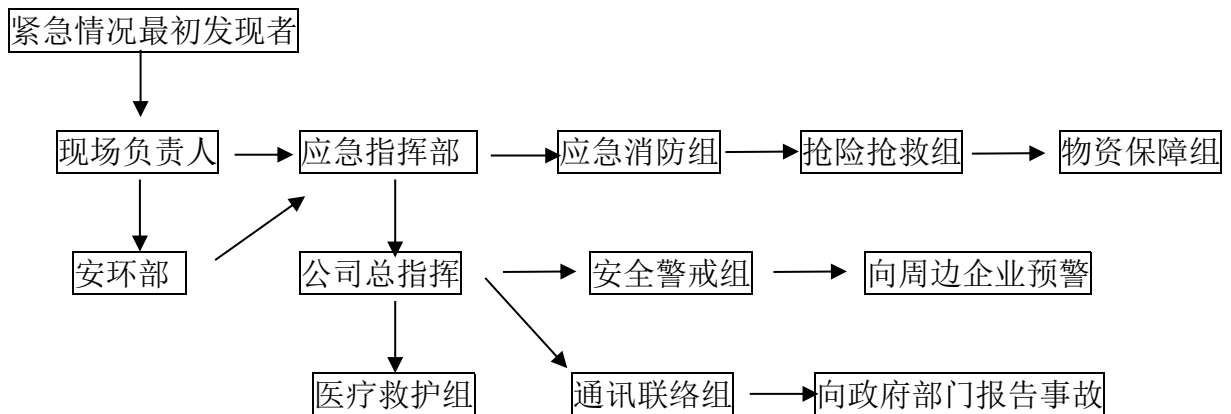 紧急情况最初发现者
现场负责人 应急指挥部 应急消防组 抢险抢救组 物资保障组
安环部 公司总指挥 安全警戒组 向周边企业预警
医疗救护组 通讯联络组 向政府部门报告事故